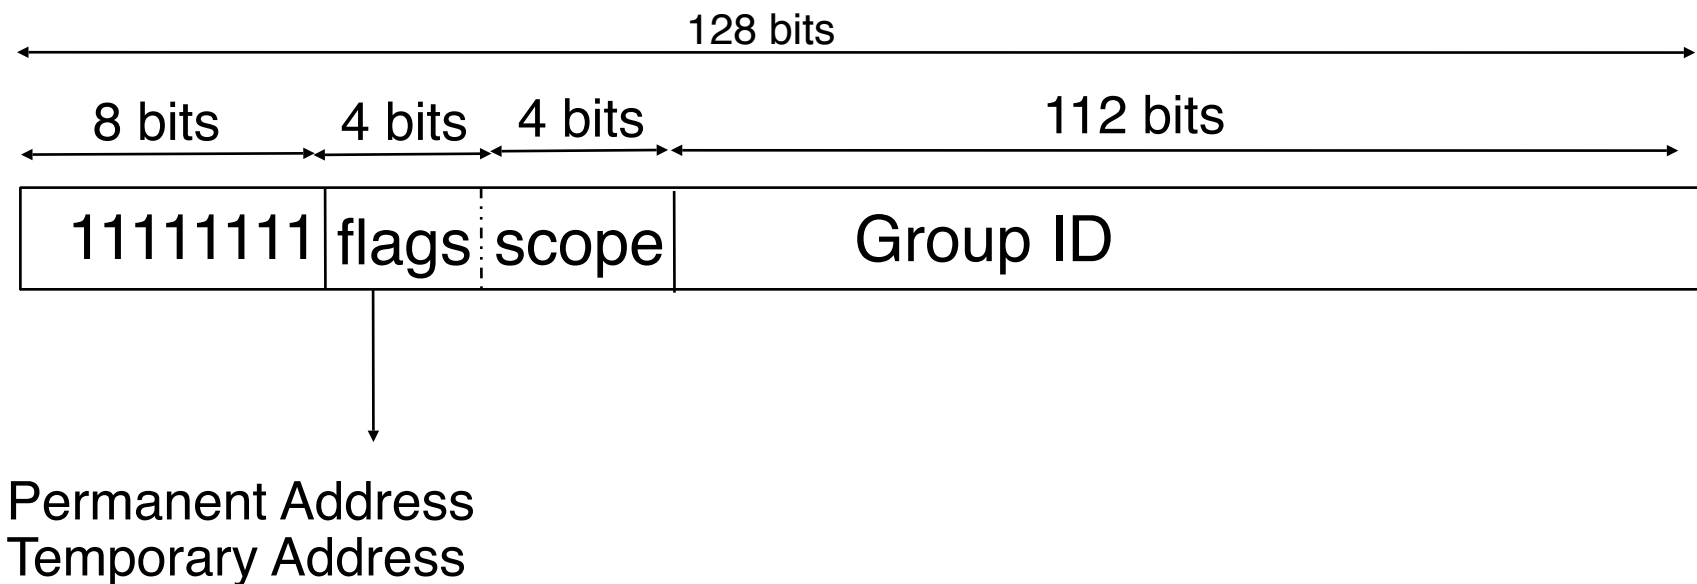 128 bits
8 bits 4 bits 4 bits 112 bits
11111111 flags scope Group ID
Permanent Address
Temporary Address